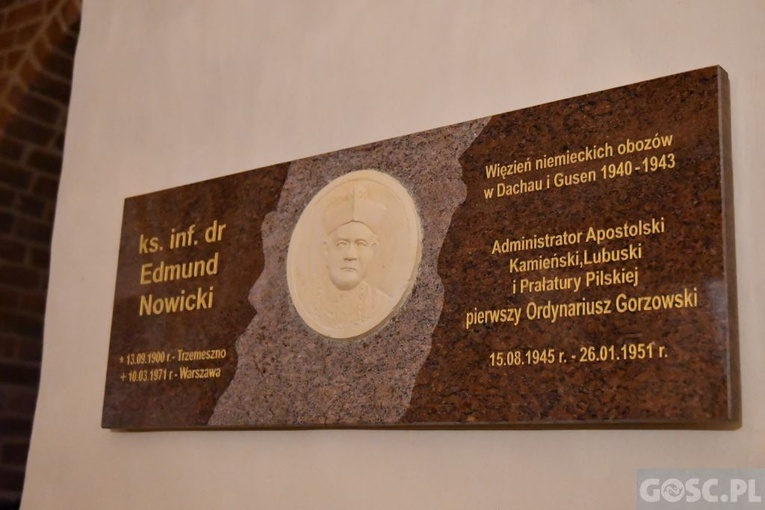 ks. inf. dr
Edmund
Nowicki
* 13.09.1900 r - Trzemeszno
+ 10.03.1971 r - Warszawa
Więzień niemieckich obozów
w Dachau i Gusen 1940-1943
Administrator Apostolski
Kamieński,Lubuski
i Prałatury Pilskiej
pierwszy Ordynariusz Gorzowski
15.08.1945 r. - 26.01.1951 r.
GOSC.PL